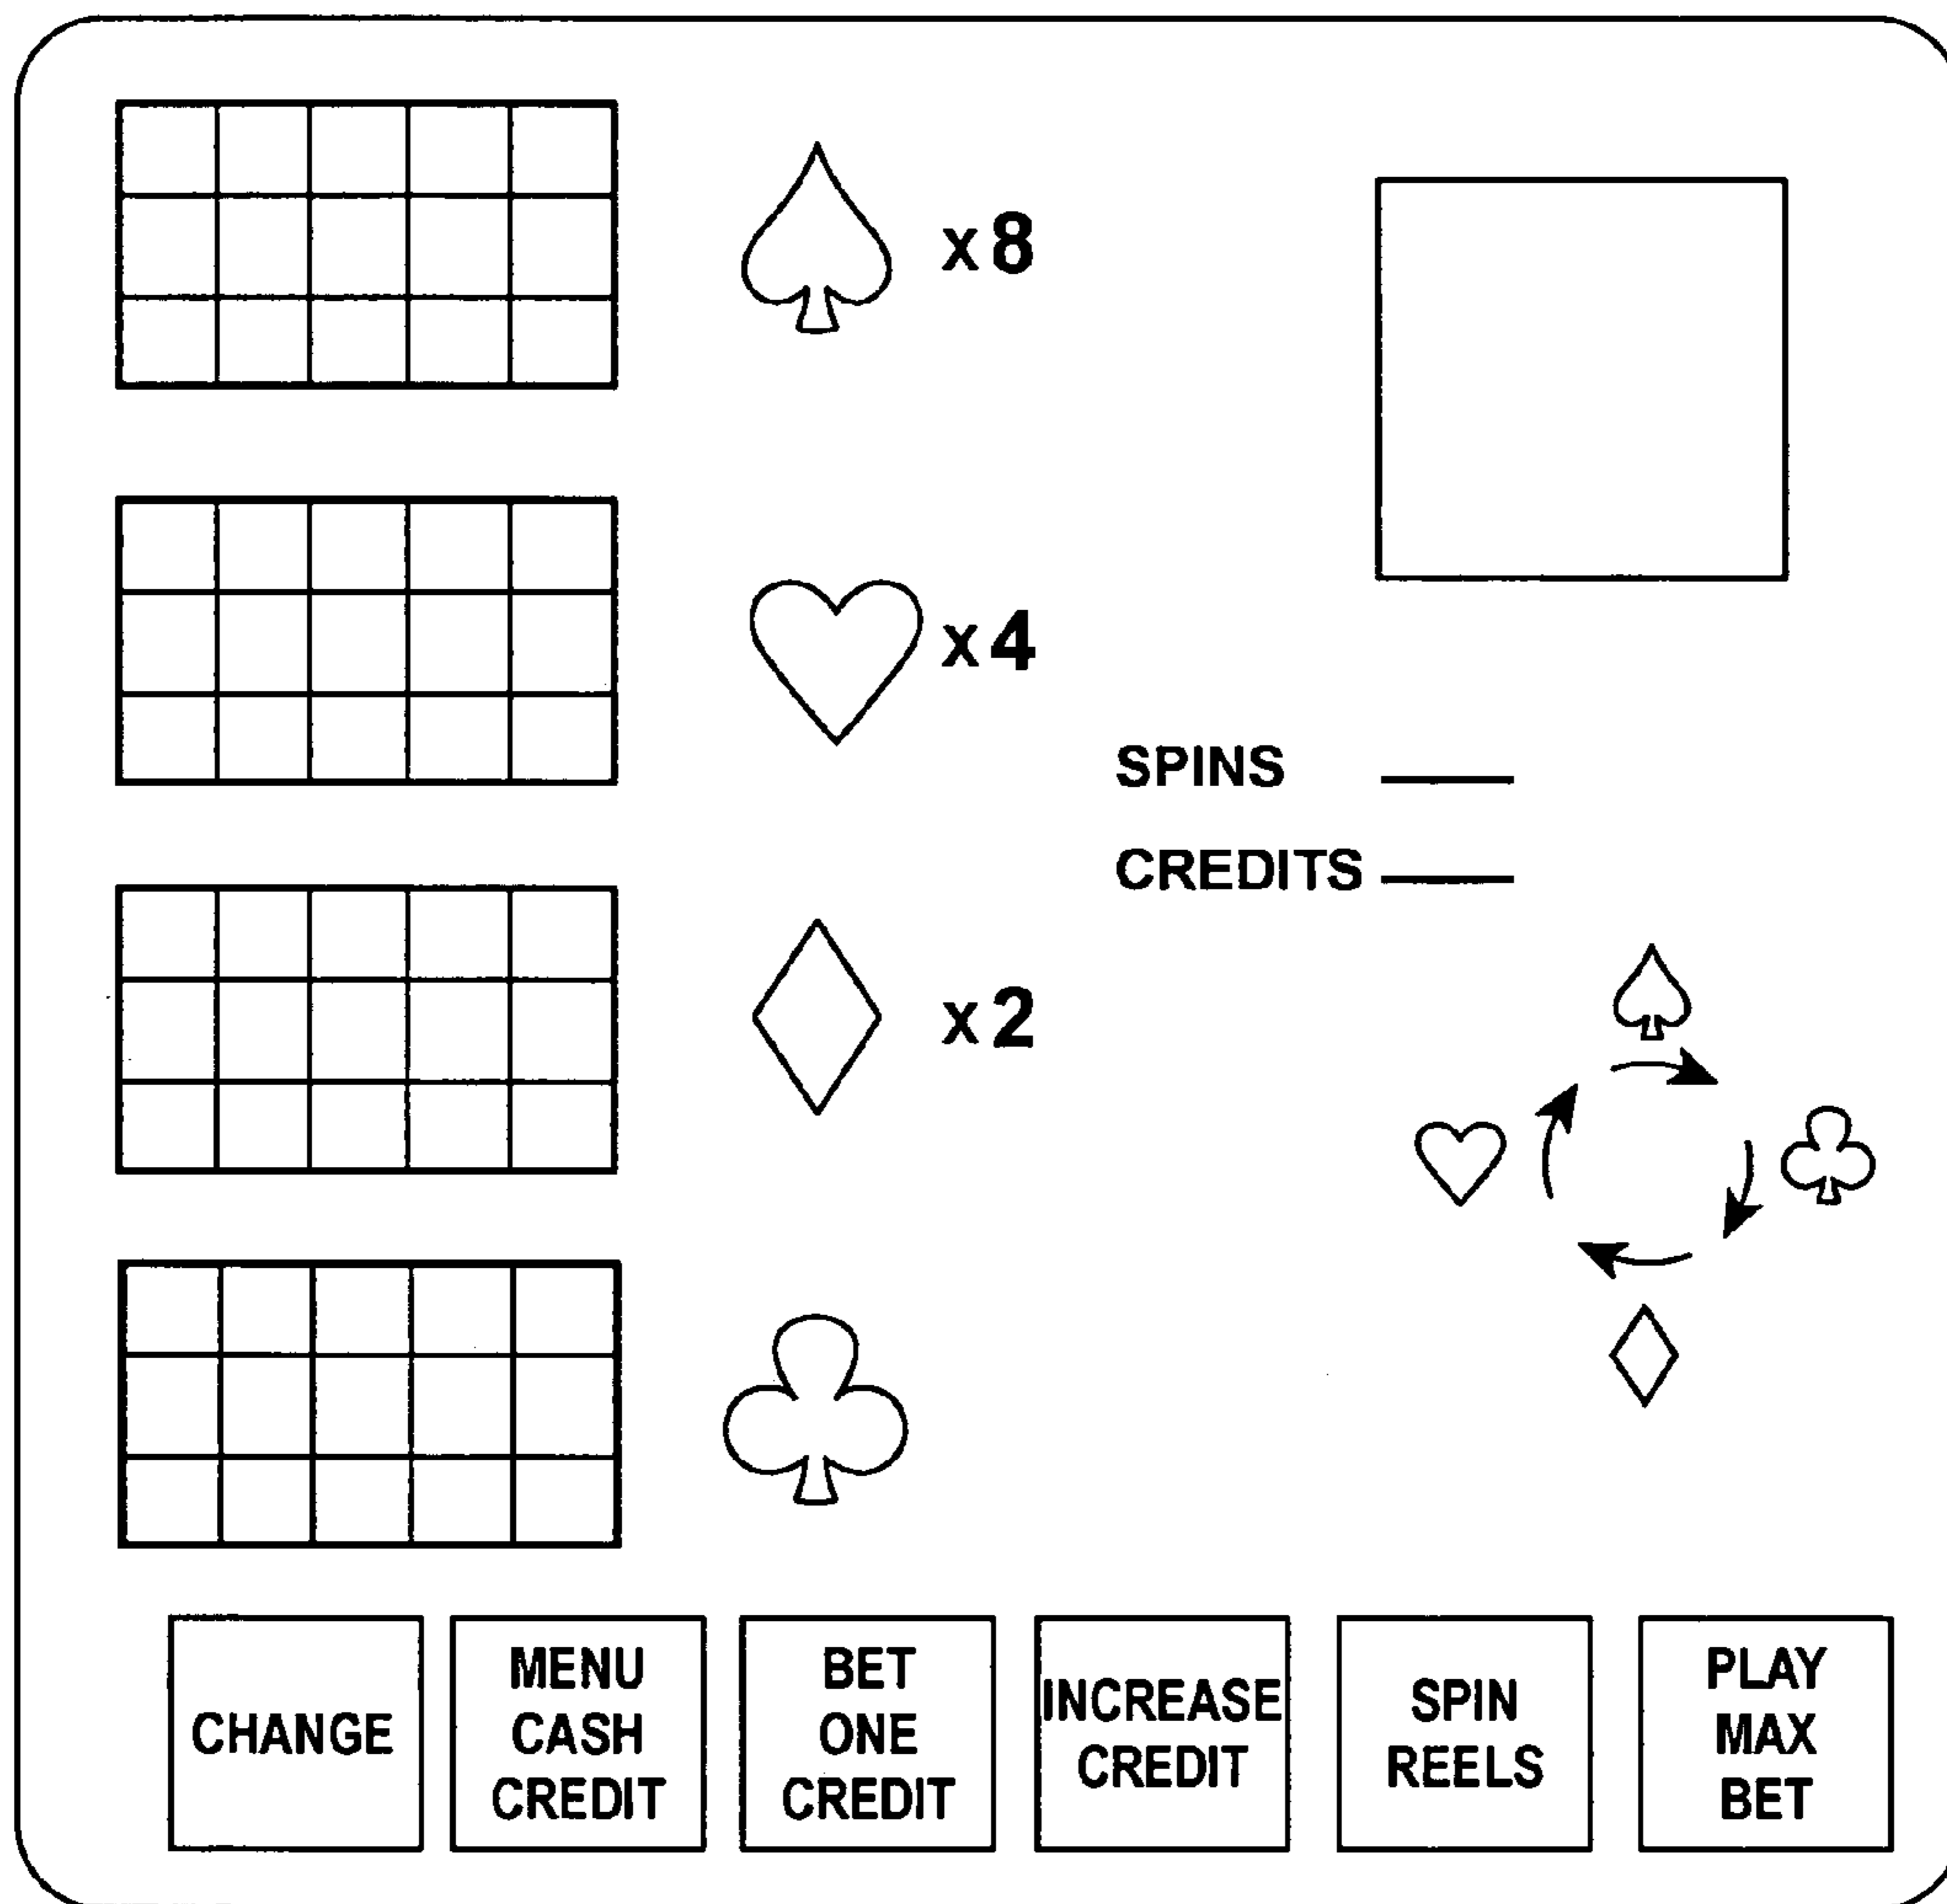 x8
x4
SPINS
CREDITS
x2
CHANGE
MENU
CASH
CREDIT
BET
ONE
CREDIT
INCREASE
CREDIT
SPIN
REELS
PLAY
MAX
BET